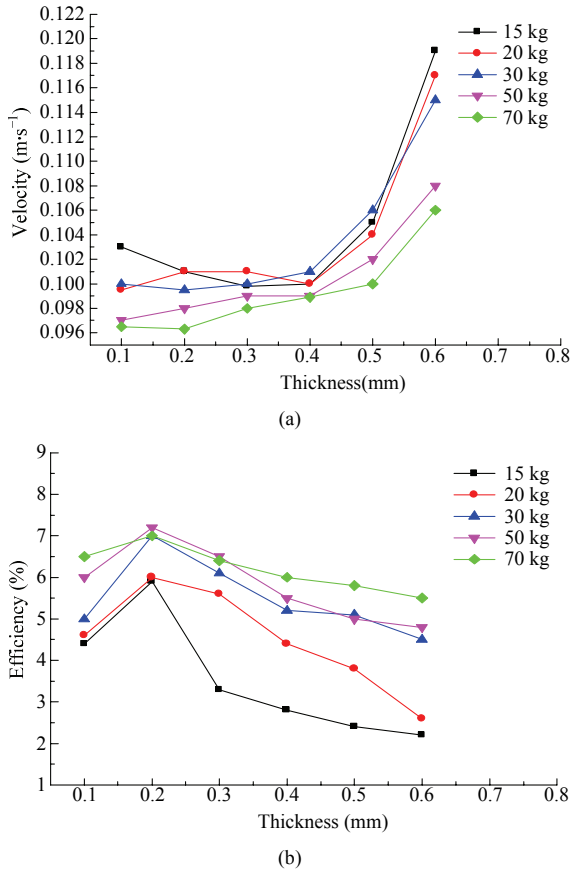 0.122
0.120
0.118
0.116
0.114
0.112
0.110
0.108
0.106
0.104
0.102
0.100
0.098
0.096
Velocity (m·s⁻¹)
15 kg
20 kg
30 kg
50 kg
70 kg
0.1 0.2 0.3 0.4 0.5 0.6 0.7 0.8
Thickness(mm)
(a)
9
8
7
6
5
4
3
2
1
Efficiency (%)
15 kg
20 kg
30 kg
50 kg
70 kg
0.1 0.2 0.3 0.4 0.5 0.6 0.7 0.8
Thickness (mm)
(b)